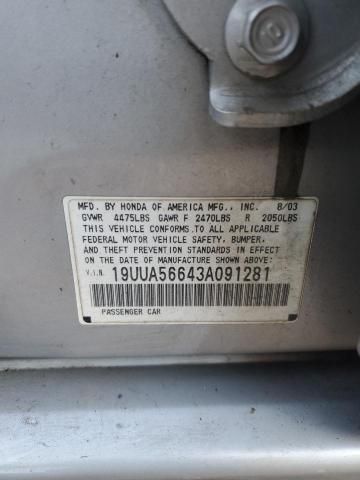 MFD. BY HONDA OF AMERICA MFG., INC. 8/03
GVWR 4475LBS GAWR F 2470LBS R 2050LBS
THIS VEHICLE CONFORMS TO ALL APPLICABLE
FEDERAL MOTOR VEHICLE SAFETY, BUMPER,
AND THEFT PREVENTION STANDARDS IN EFFECT
ON THE DATE OF MANUFACTURE SHOWN ABOVE.
V.I.N. 19UUA56643A091281
PASSENGER CAR